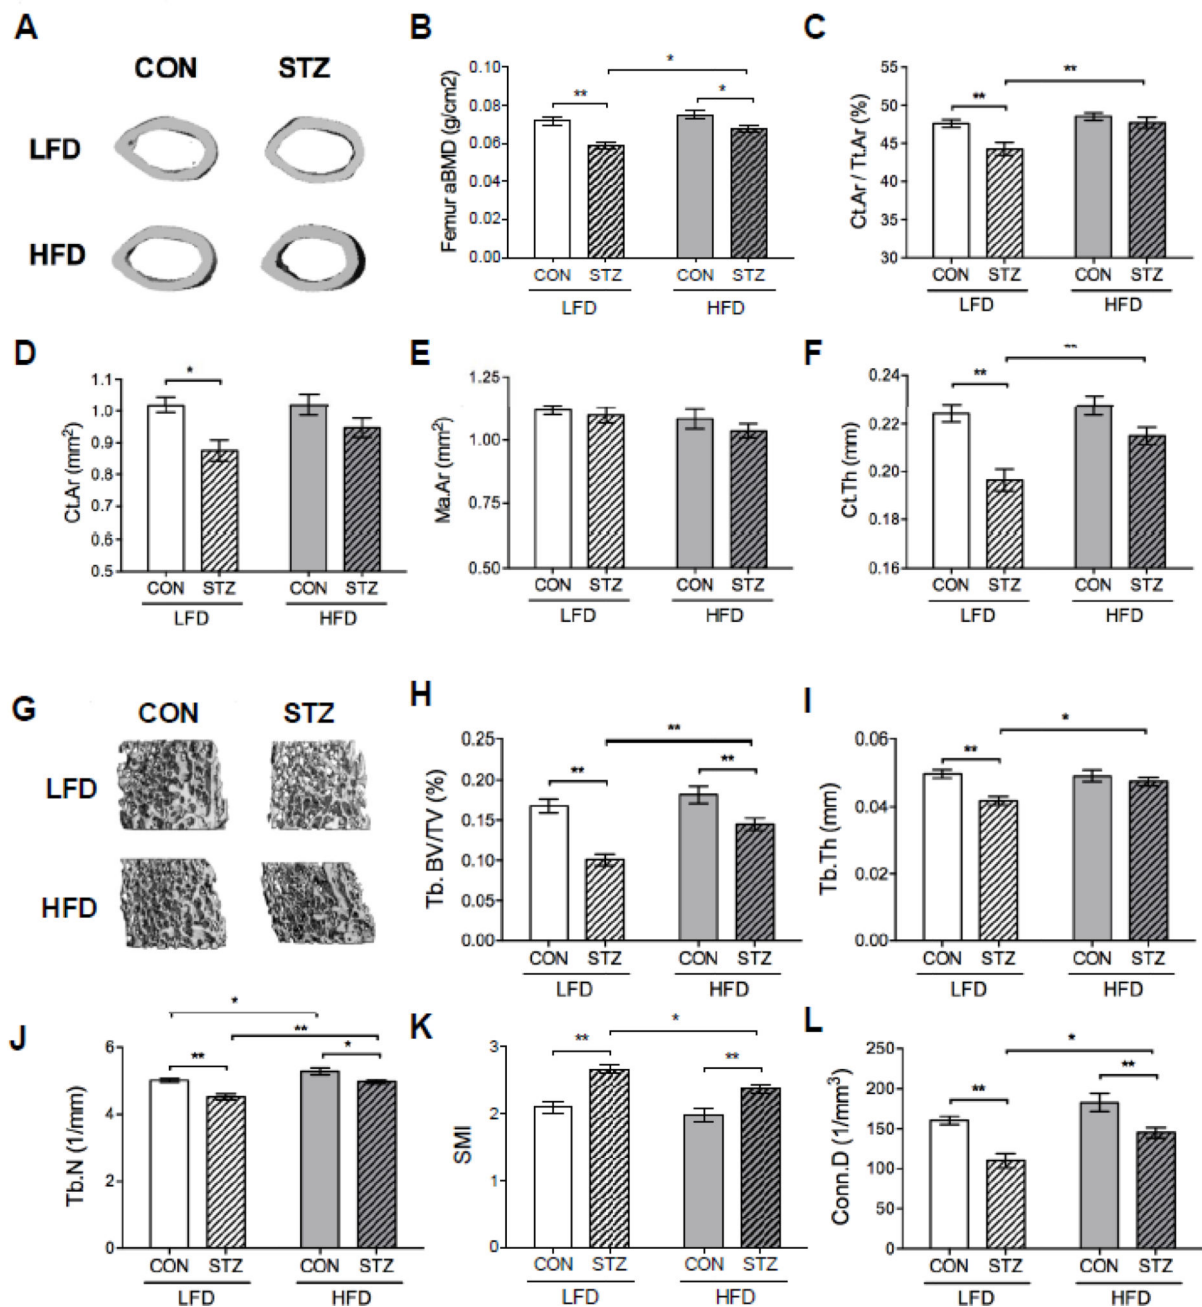 A
CON STZ
LFD
HFD
B
Femur aBMD (g/cm2)
0.10
0.08
0.06
0.04
0.02
0.00
** * *
CON STZ CON STZ
LFD HFD
C
Ct.Ar / Tt.Ar (%)
55
50
45
40
35
30
** **
CON STZ CON STZ
LFD HFD
D
Ct.Ar (mm²)
1.1
1.0
0.9
0.8
0.7
0.6
0.5
*
CON STZ CON STZ
LFD HFD
E
Ma.Ar (mm²)
1.25
1.00
1.25
0.50
CON STZ CON STZ
LFD HFD
F
Ct.Th (mm)
0.24
0.22
0.20
0.18
0.16
** **
CON STZ CON STZ
LFD HFD
G
CON STZ
LFD
HFD
H
Tb. BV/TV (%)
0.25
0.20
0.15
0.10
0.05
0.00
** ** **
CON STZ CON STZ
LFD HFD
I
Tb.Th (mm)
0.06
0.04
0.02
0.00
** *
CON STZ CON STZ
LFD HFD
J
Tb.N (1/mm)
6
4
2
0
* ** ** *
CON STZ CON STZ
LFD HFD
K
SMI
3
2
1
0
** * **
CON STZ CON STZ
LFD HFD
L
Conn.D (1/mm³)
250
200
150
100
50
0
** * **
CON STZ CON STZ
LFD HFD